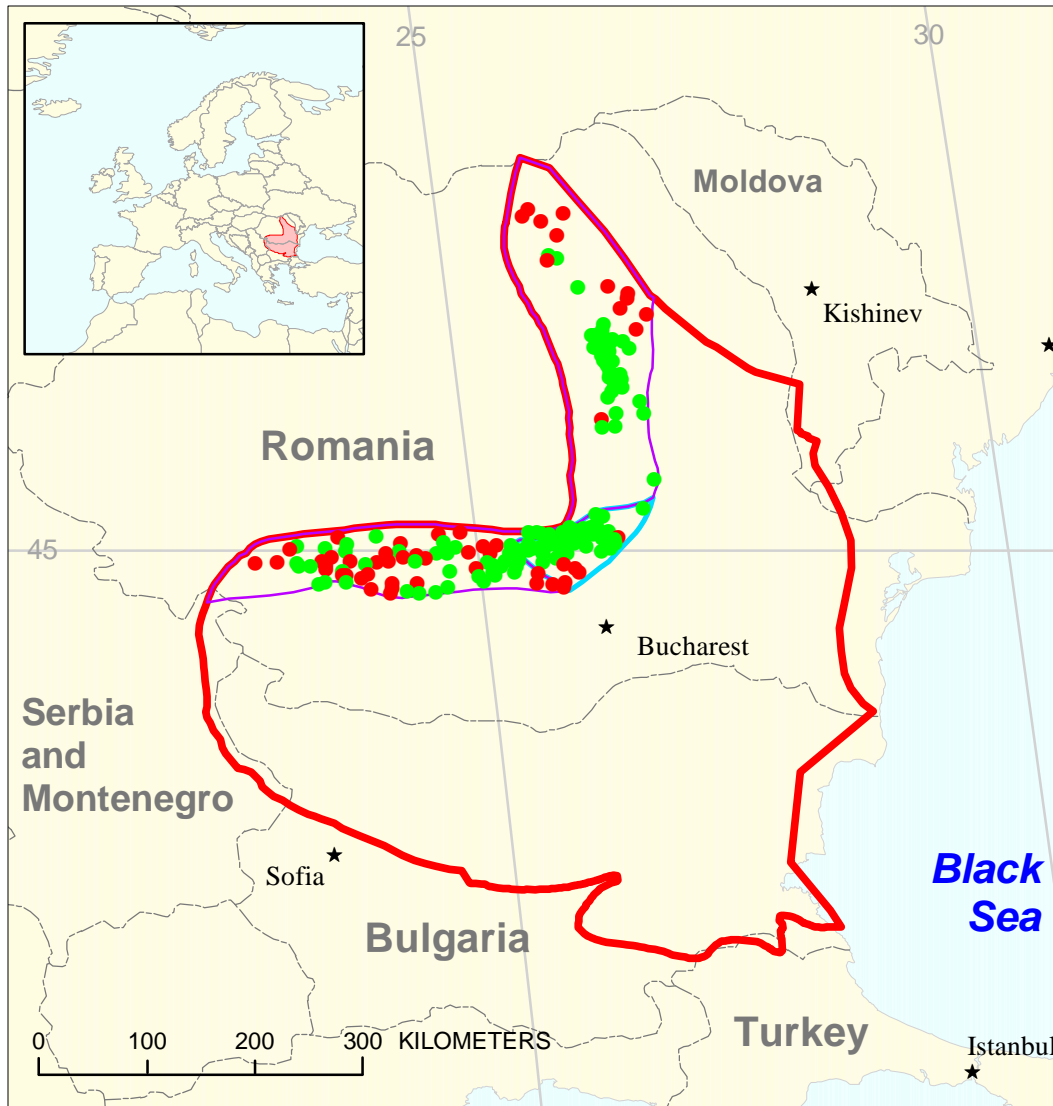 25
30
Moldova
Kishinev
Romania
45
Bucharest
Serbia
and
Montenegro
Sofia
Black
Sea
Bulgaria
Turkey
0 100 200 300 KILOMETERS
Istanbul